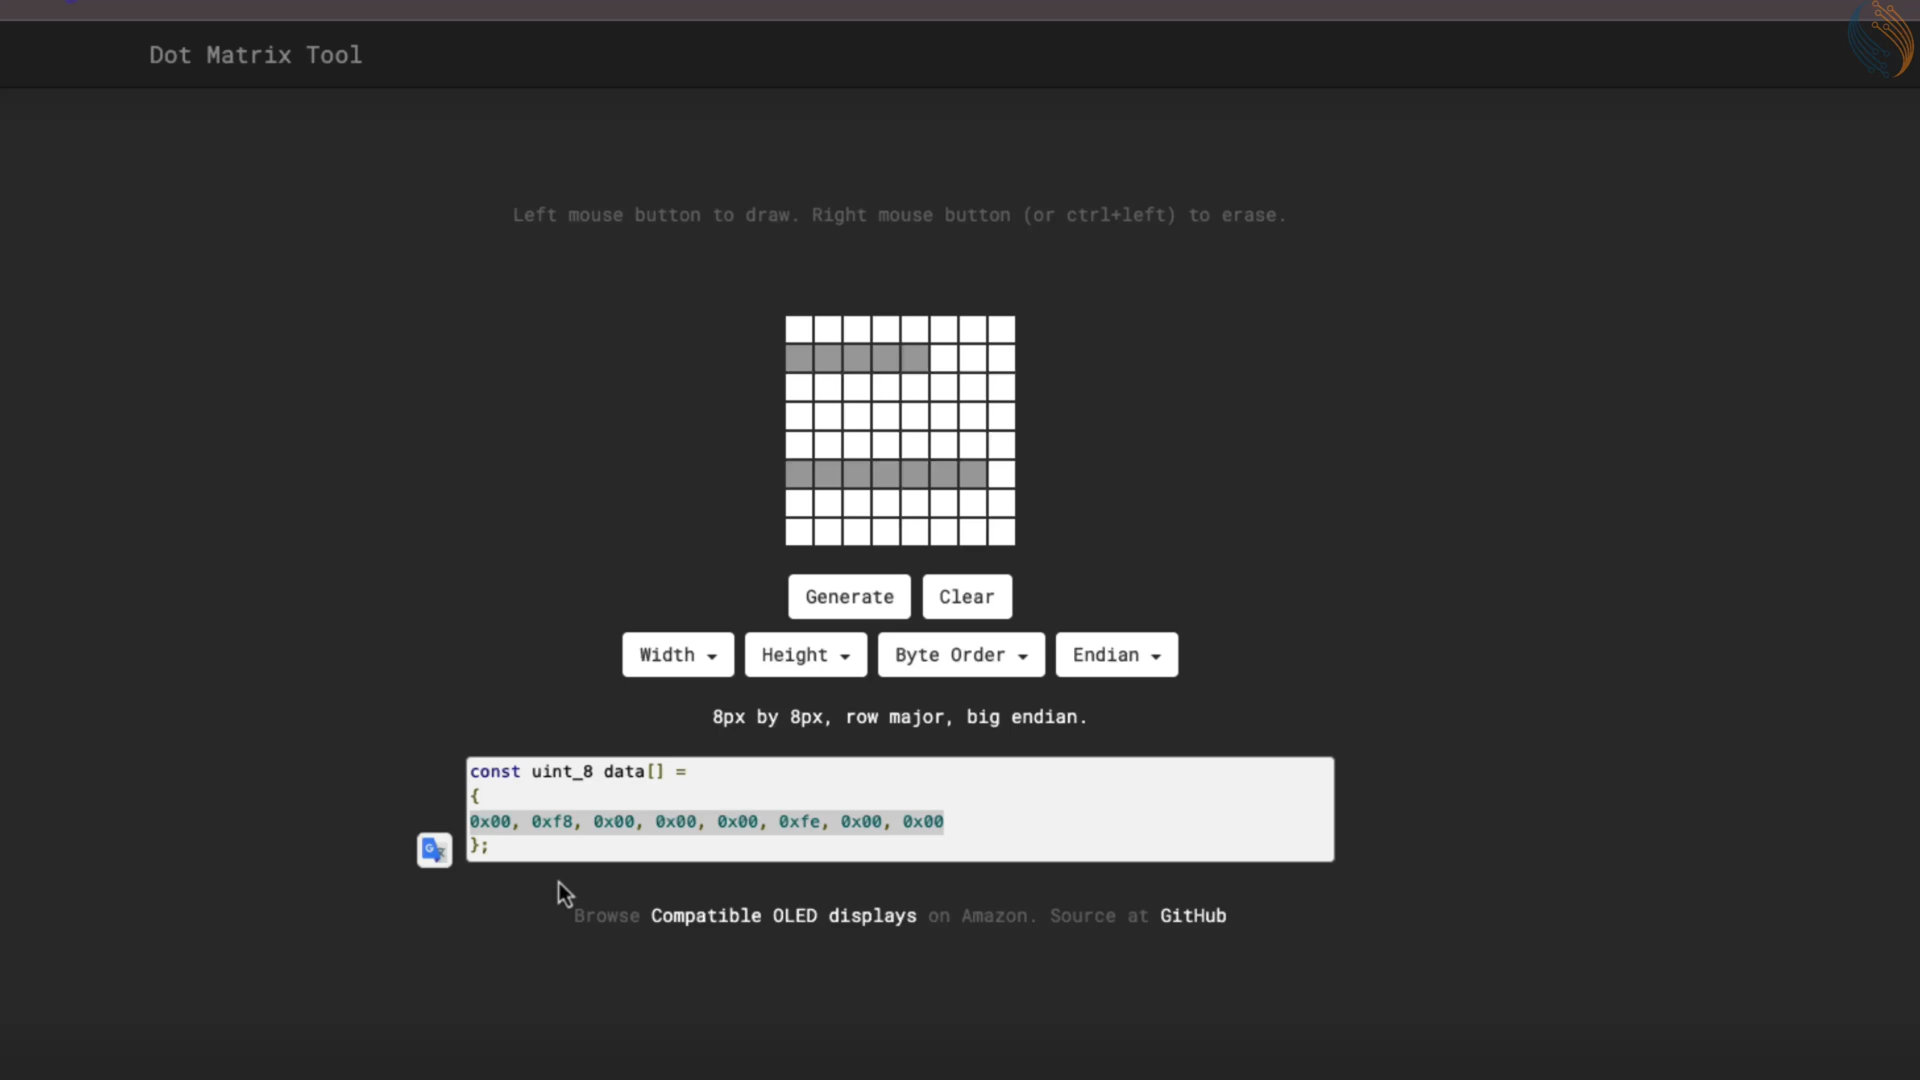 Dot Matrix Tool
Left mouse button to draw. Right mouse button (or ctrl+left) to erase.
Generate Clear
Width Height Byte Order Endian
8px by 8px, row major, big endian.
const uint_8 data[] =
{
0x00, 0xf8, 0x00, 0x00, 0x00, 0xfe, 0x00, 0x00
};
Browse Compatible OLED displays on Amazon. Source at GitHub